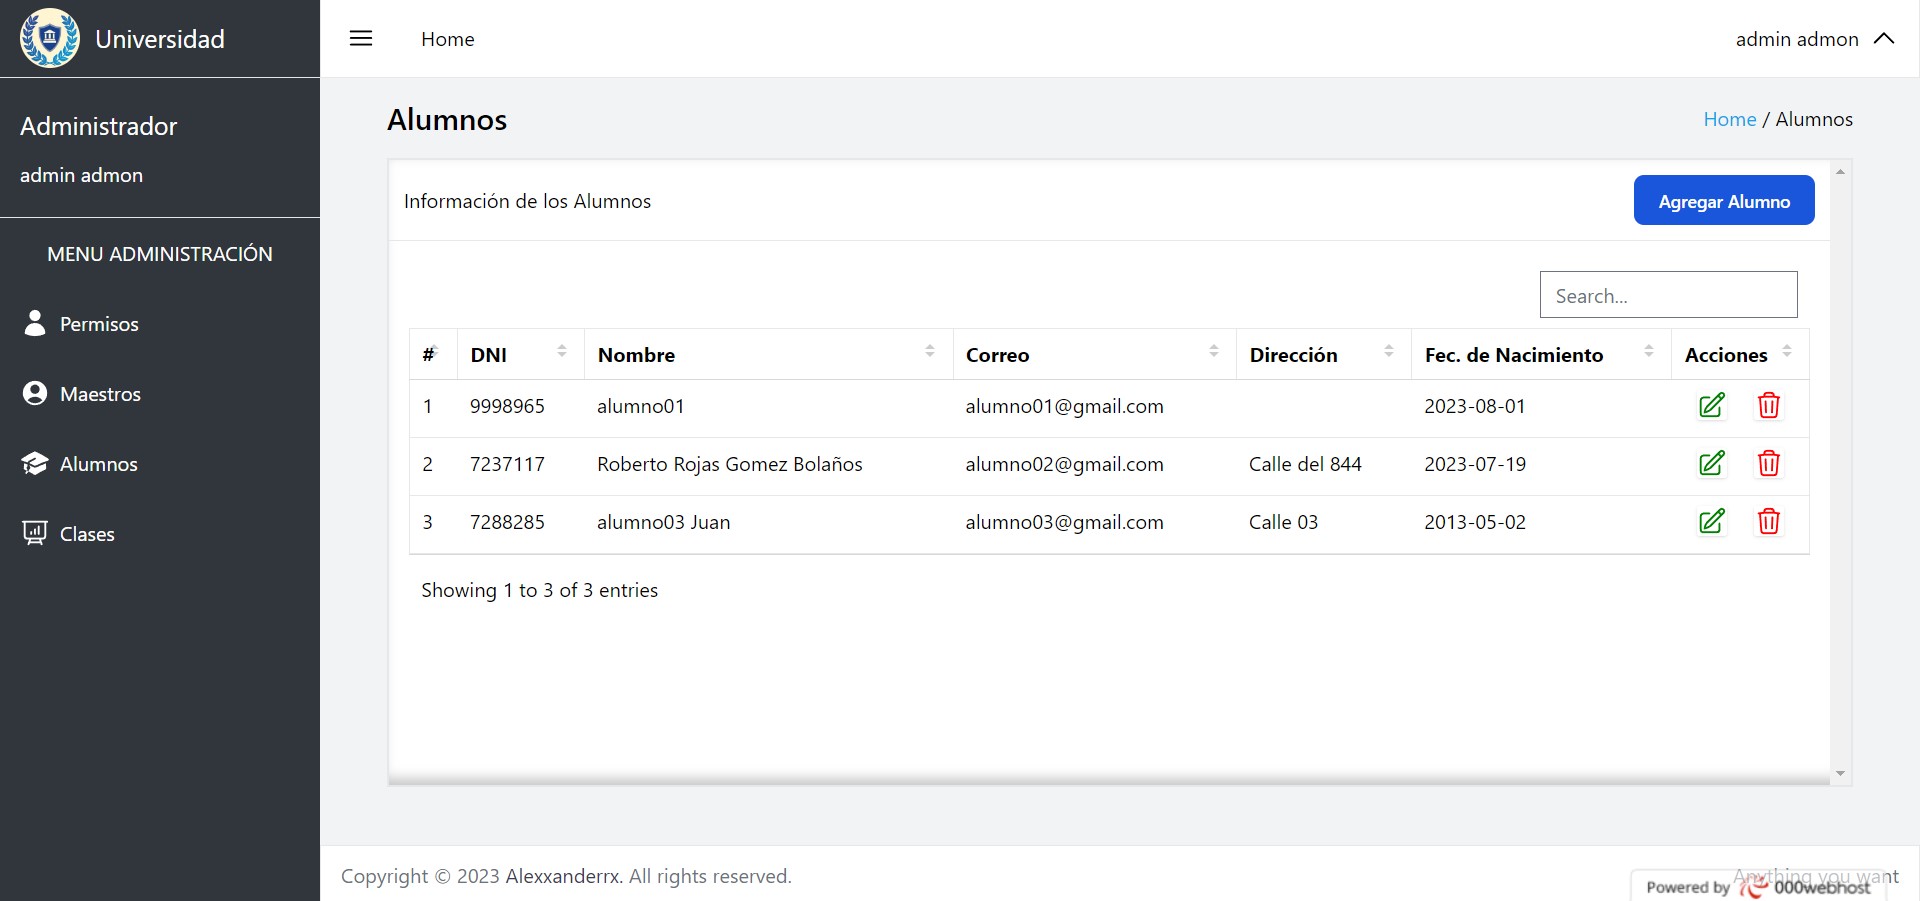 Universidad
Home
admin admon
Administrador
admin admon
MENU ADMINISTRACIÓN
Permisos
Maestros
Alumnos
Clases
Alumnos
Home / Alumnos
Información de los Alumnos
Agregar Alumno
Search...
# DNI Nombre Correo Dirección Fec. de Nacimiento Acciones
1 9998965 alumno01 alumno01@gmail.com 2023-08-01
2 7237117 Roberto Rojas Gomez Bolaños alumno02@gmail.com Calle del 844 2023-07-19
3 7288285 alumno03 Juan alumno03@gmail.com Calle 03 2013-05-02
Showing 1 to 3 of 3 entries
Copyright © 2023 Alexxanderrx. All rights reserved.
Anything you want
Powered by 000webhost